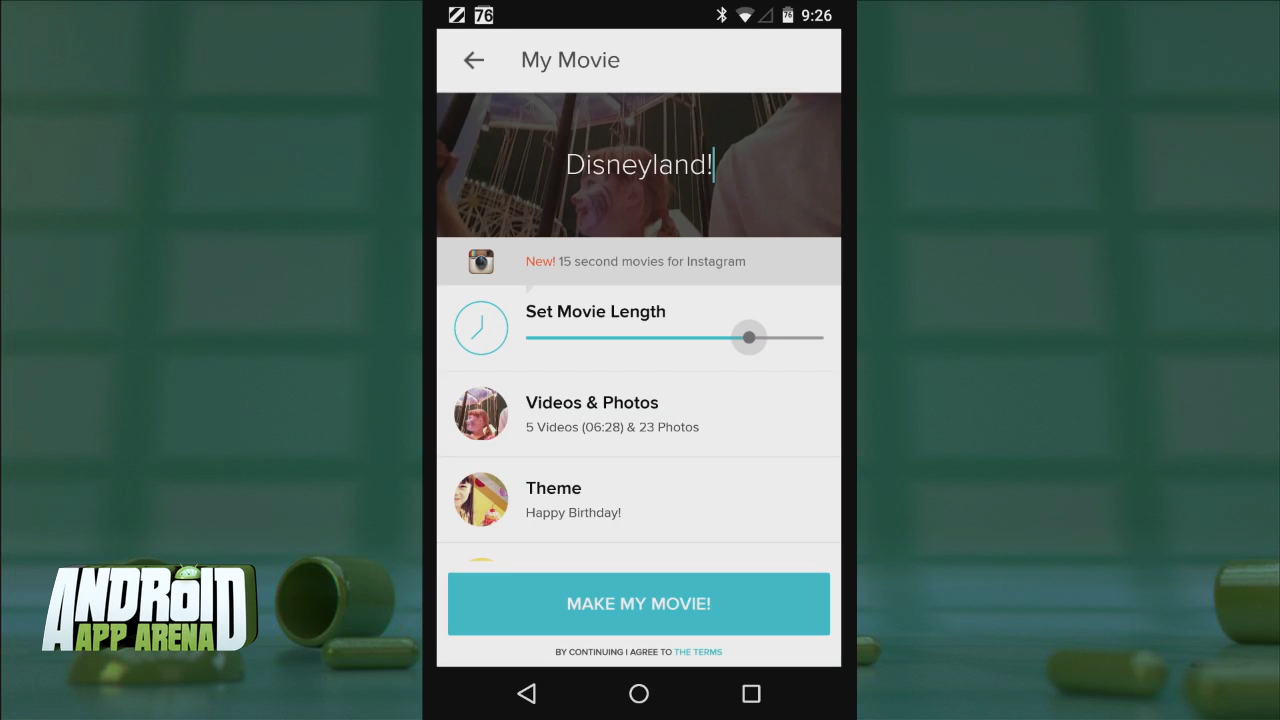 76
76
9:26
My Movie
Disneyland!
New! 15 second movies for Instagram
Set Movie Length
Videos & Photos
5 Videos (06:28) & 23 Photos
Theme
Happy Birthday!
MAKE MY MOVIE!
BY CONTINUING I AGREE TO THE TERMS
ANDROID
APP ARENA